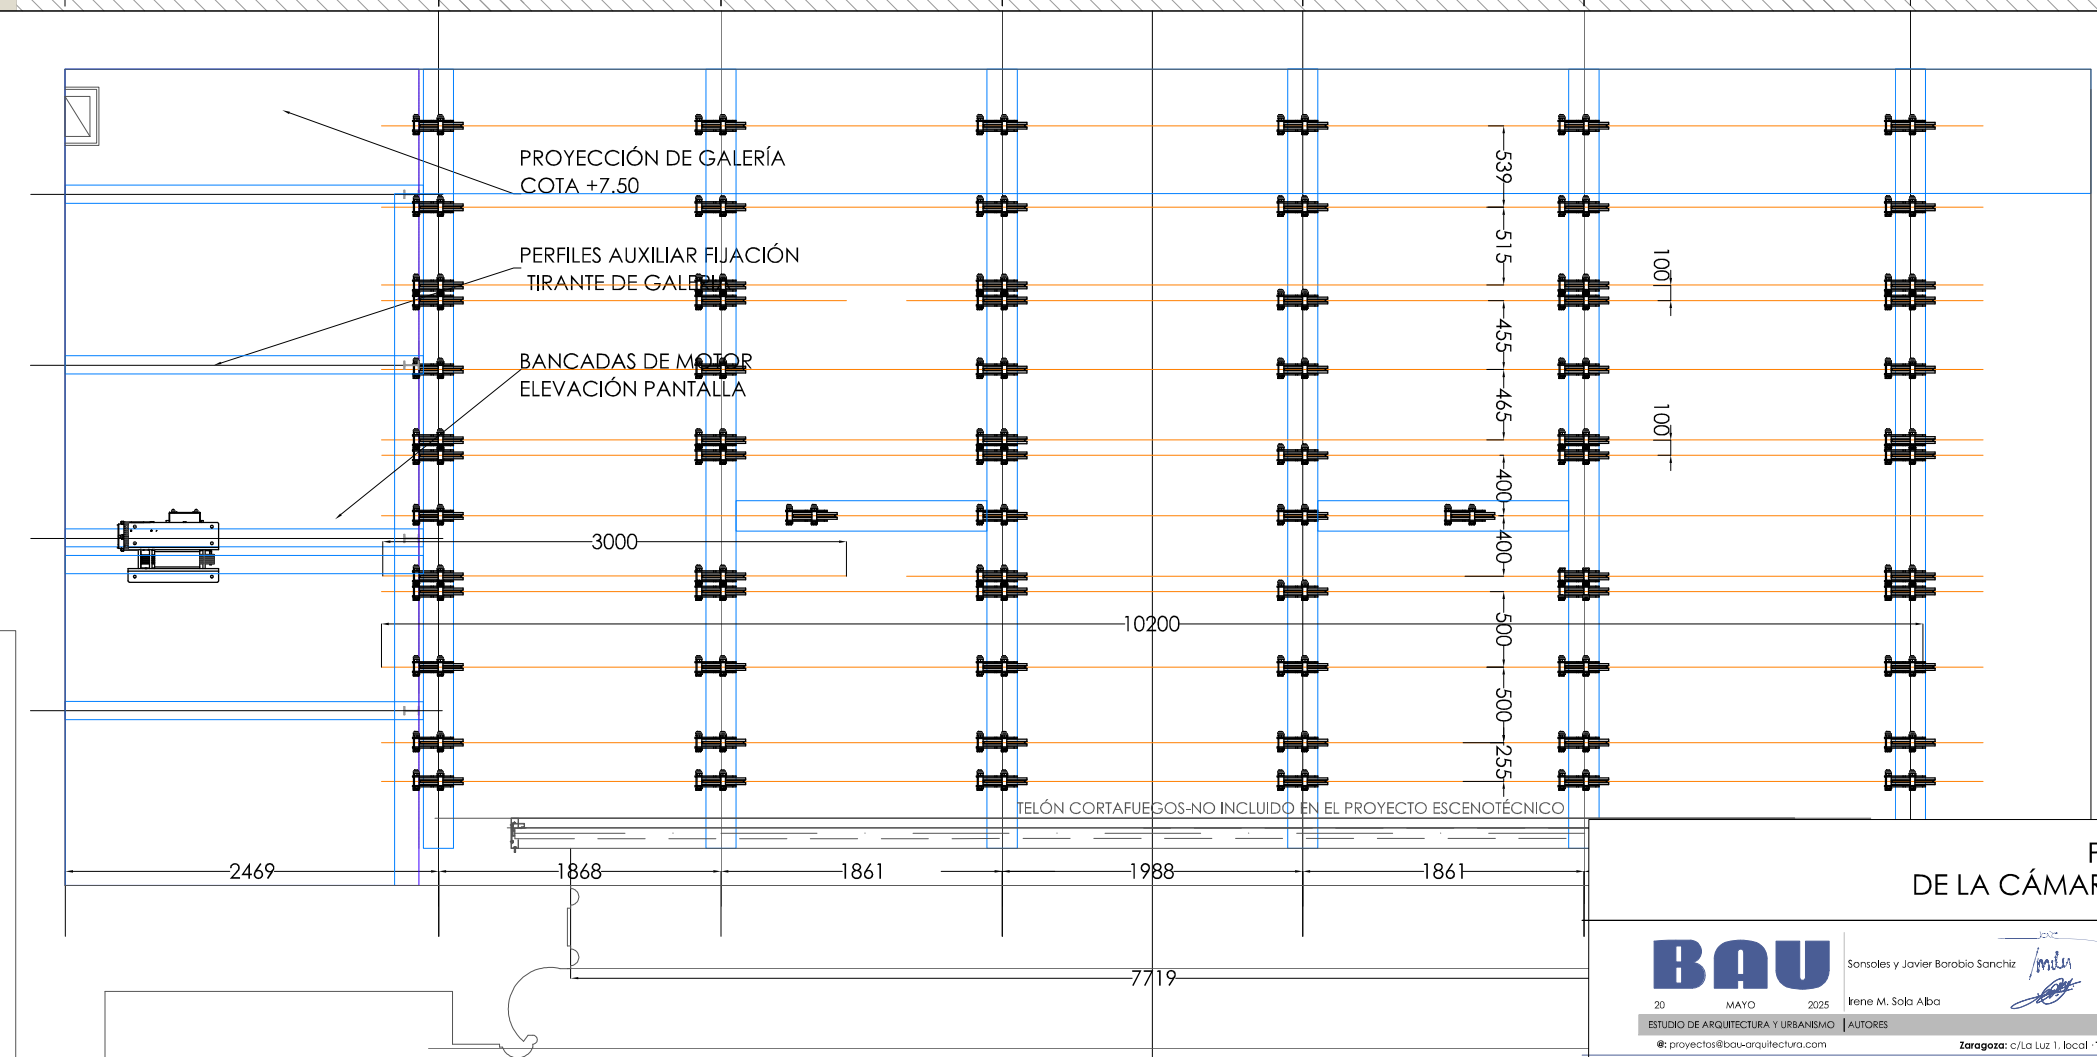 PROYECCIÓN DE GALERÍA
COTA +7.50
539
515
100
PERFILES AUXILIAR FIJACIÓN
TIRANTE DE GALERIA
455
BANCADAS DE MOTOR
ELEVACIÓN PANTALLA
465
100
400
3000
400
10200
500
500
255
TELÓN CORTAFUEGOS-NO INCLUIDO EN EL PROYECTO ESCENOTÉCNICO
2469
1868
1861
1988
1861
7719
DE LA CÁMAR
BAU
20 MAYO 2025
Sonsoles y Javier Borobio Sanchiz
Irene M. Sola Alba
ESTUDIO DE ARQUITECTURA Y URBANISMO | AUTORES
@: proyectos@bau-arquitectura.com
Zaragoza: c/La Luz 1, local